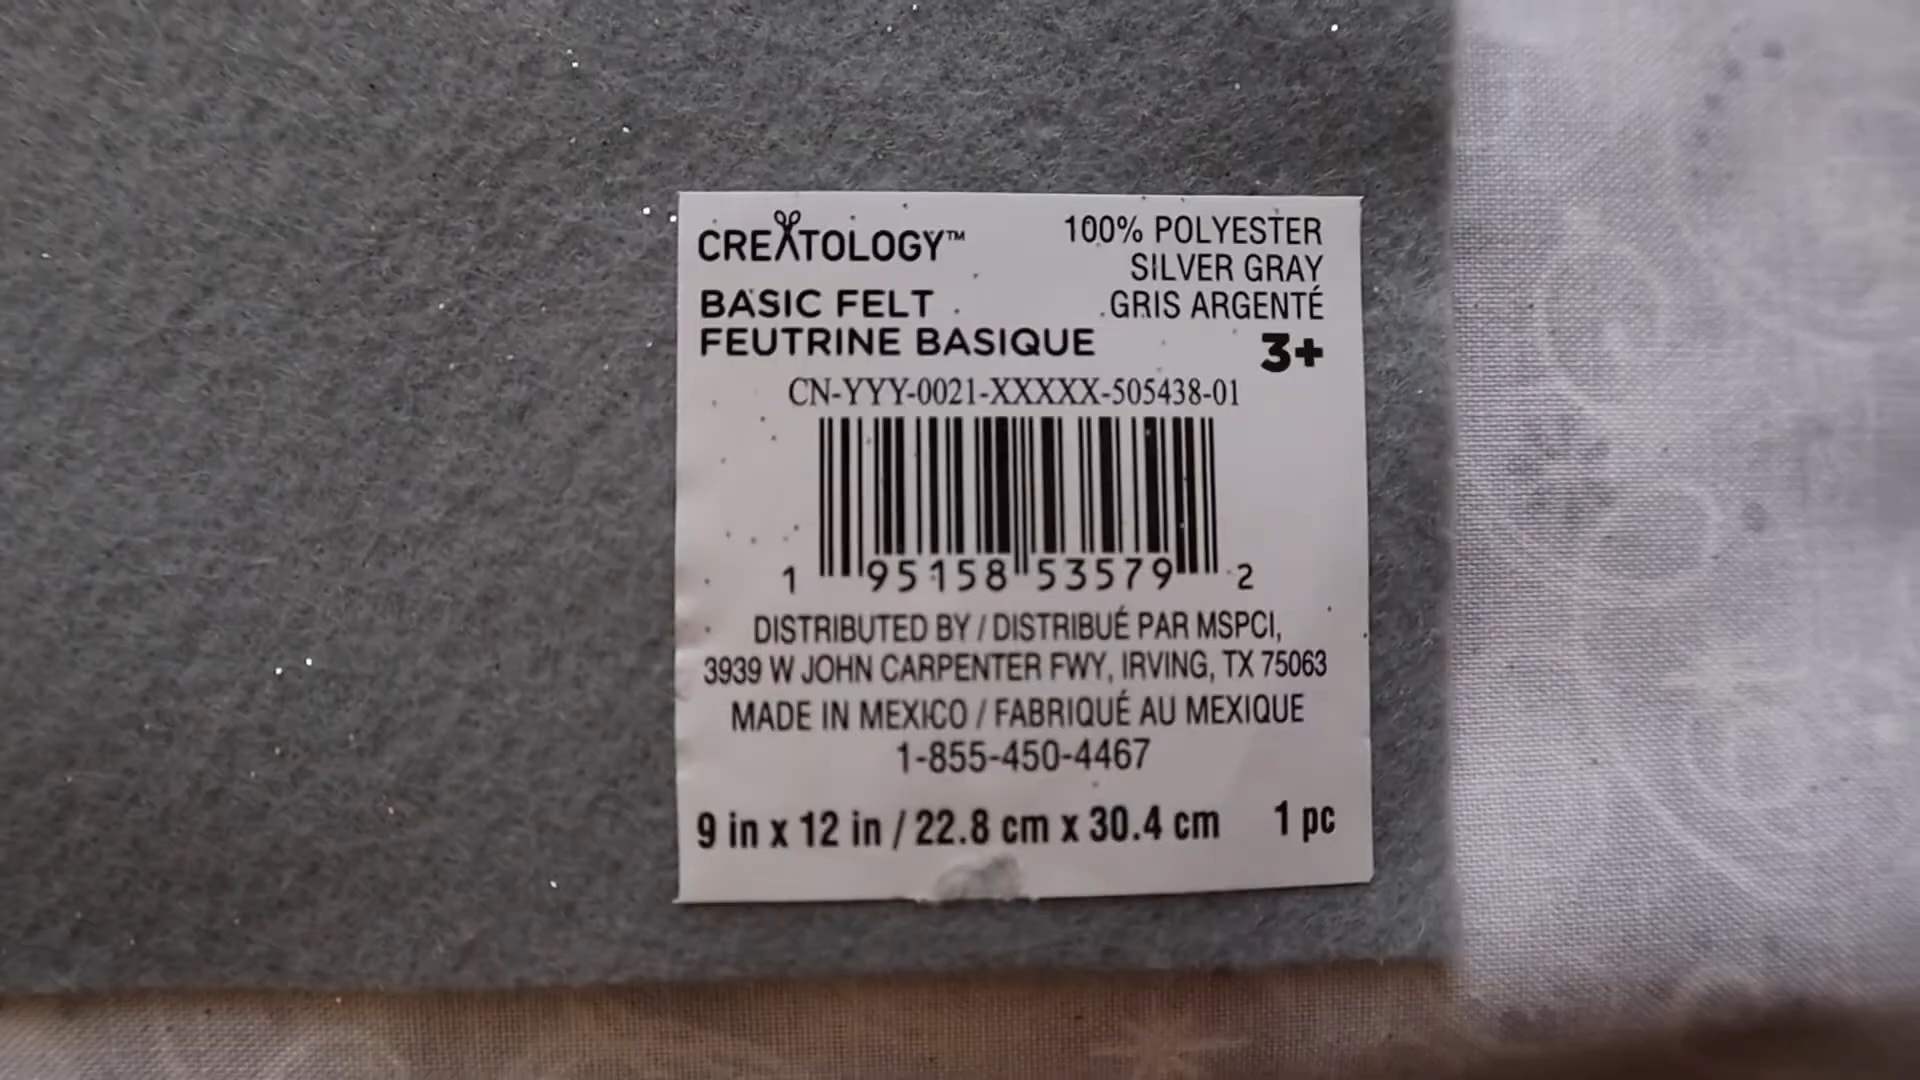 CREATOLOGY™
100% POLYESTER
SILVER GRAY
GRIS ARGENTÉ
BASIC FELT
FEUTRINE BASIQUE
3+
CN-YYY-0021-XXXXX-505438-01
1 95158 53579 2
DISTRIBUTED BY / DISTRIBUÉ PAR MSPCI,
3939 W JOHN CARPENTER FWY, IRVING, TX 75063
MADE IN MEXICO / FABRIQUÉ AU MEXIQUE
1-855-450-4467
9 in x 12 in / 22.8 cm x 30.4 cm 1 pc